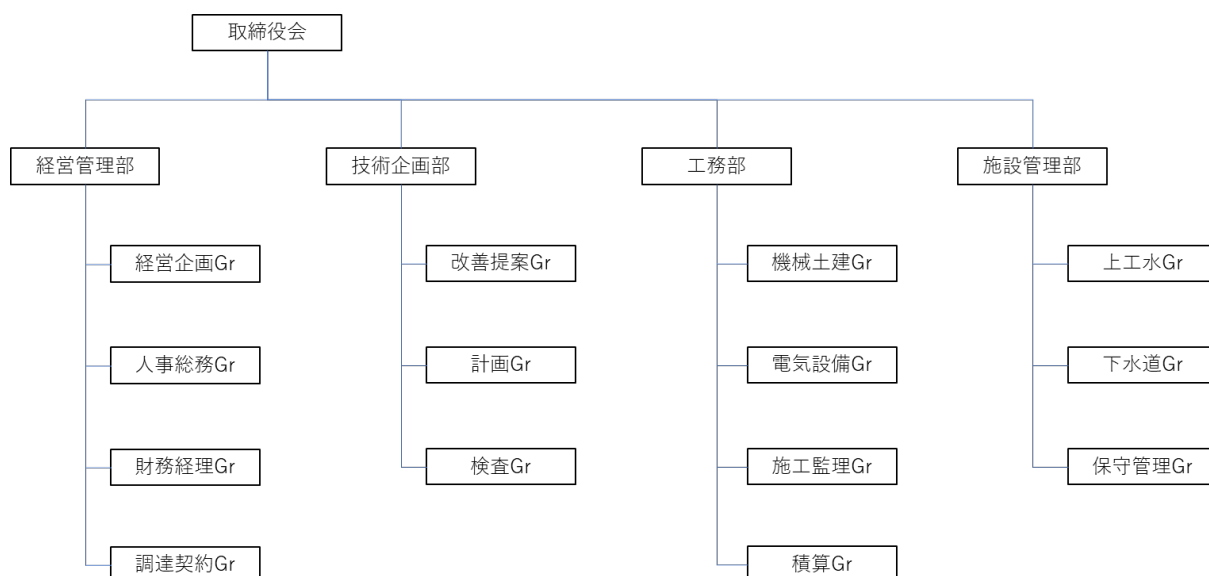 取締役会
経営管理部
技術企画部
工務部
施設管理部
経営企画Gr
改善提案Gr
機械土建Gr
上工水Gr
人事総務Gr
計画Gr
電気設備Gr
下水道Gr
財務経理Gr
検査Gr
施工監理Gr
保守管理Gr
調達契約Gr
積算Gr